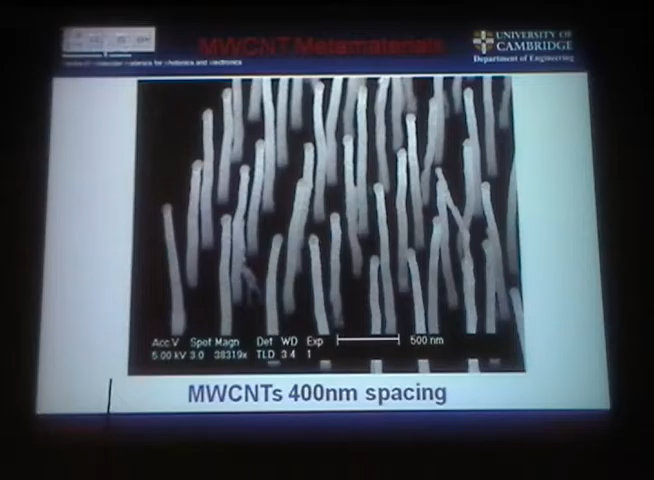 MWCNT Metamaterials
UNIVERSITY OF
CAMBRIDGE
Department of Engineering
Acc.V Spot Magn Det WD Exp
5.00 kV 3.0 38319x TLD 3.4 1
500 nm
MWCNTs 400nm spacing